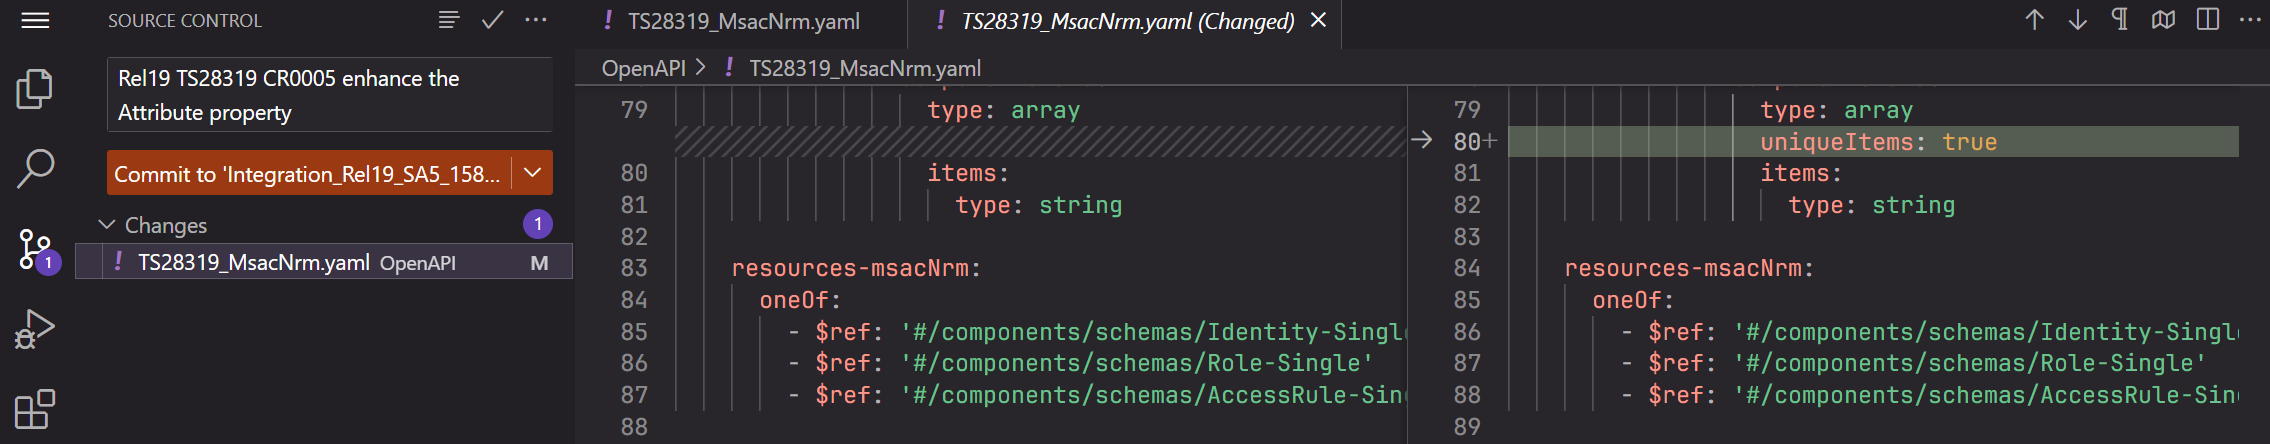 SOURCE CONTROL
Rel19 TS28319 CR0005 enhance the
Attribute property
Commit to 'Integration_Rel19_SA5_158...
Changes 1
! TS28319_MsacNrm.yaml OpenAPI M
1
! TS28319_MsacNrm.yaml
! TS28319_MsacNrm.yaml (Changed)
OpenAPI > ! TS28319_MsacNrm.yaml
79 type: array
80 items:
81 type: string
82
83 resources-msacNrm:
84 oneOf:
85 - $ref: '#/components/schemas/Identity-Single
86 - $ref: '#/components/schemas/Role-Single'
87 - $ref: '#/components/schemas/AccessRule-Sin
88
79 type: array
80+ uniqueItems: true
81 items:
82 type: string
83
84 resources-msacNrm:
85 oneOf:
86 - $ref: '#/components/schemas/Identity-Single
87 - $ref: '#/components/schemas/Role-Single'
88 - $ref: '#/components/schemas/AccessRule-Sin
89